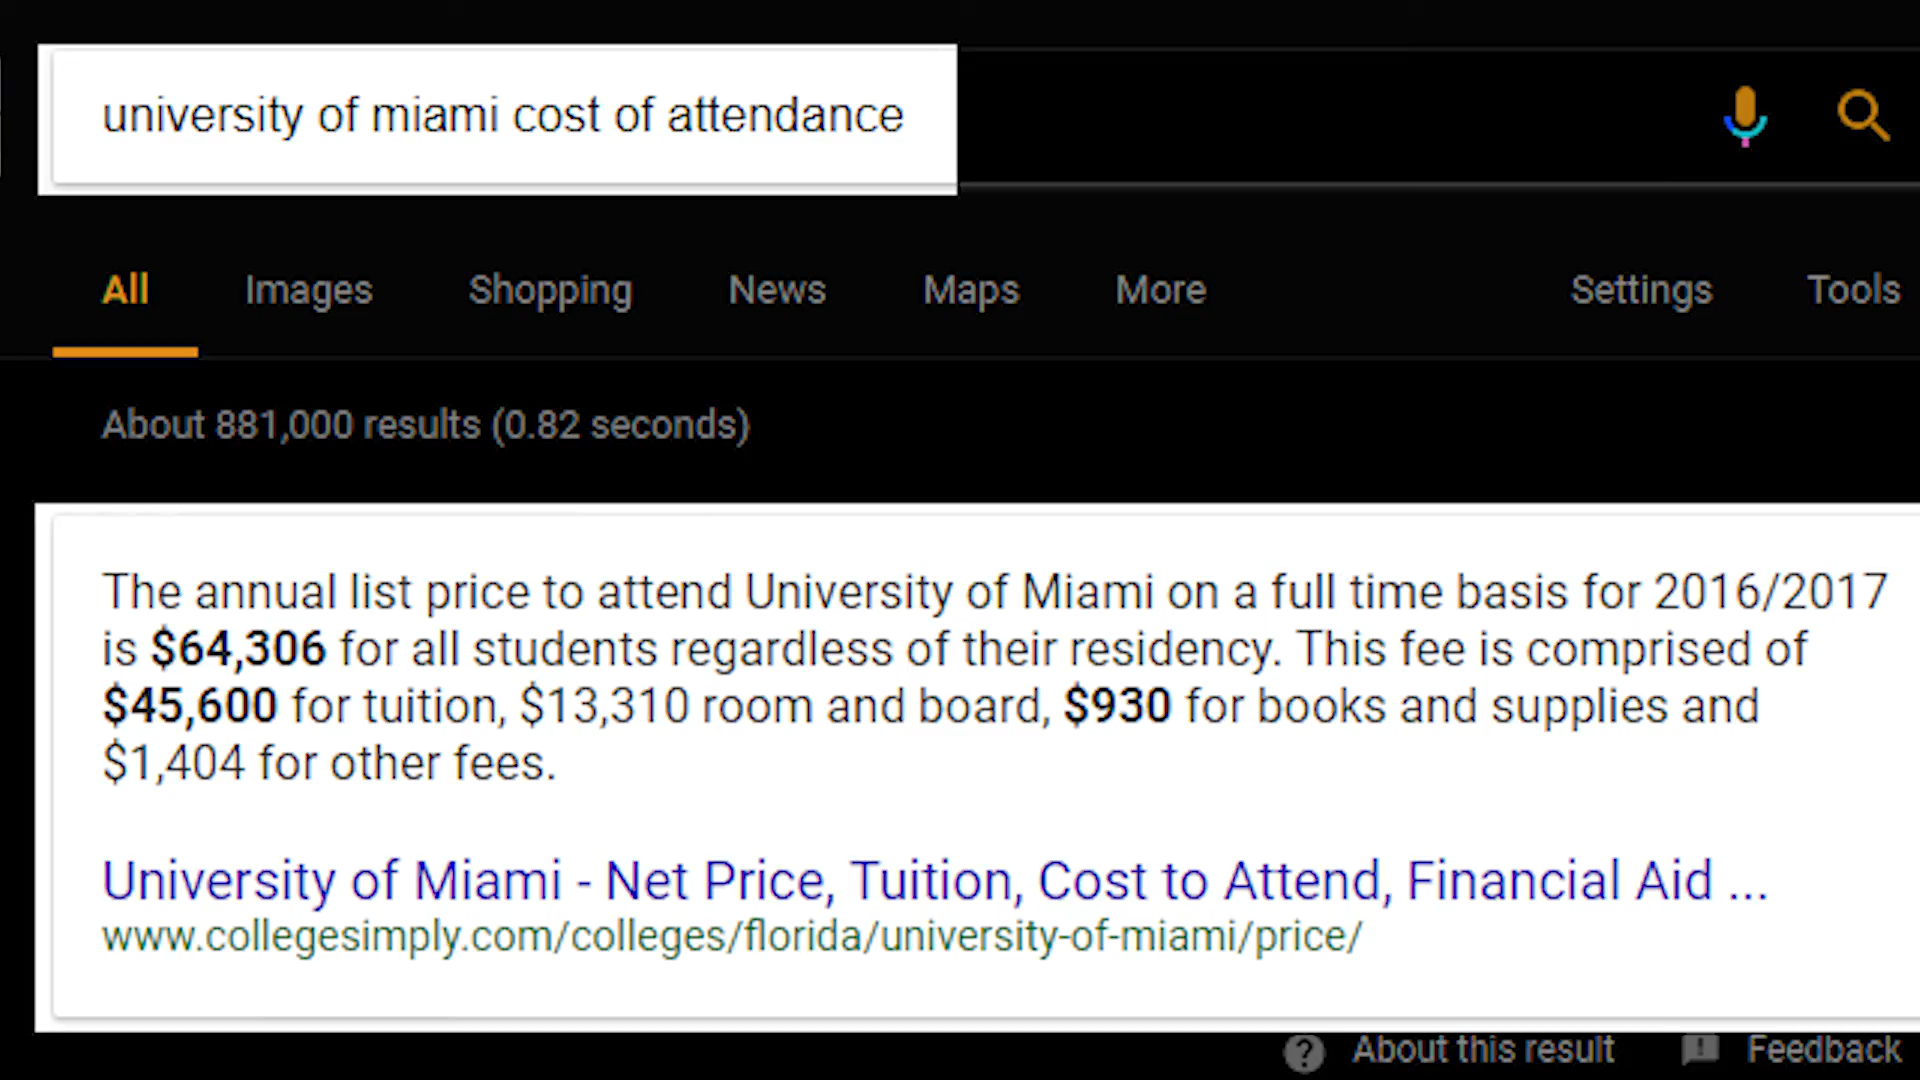 university of miami cost of attendance
All Images Shopping News Maps More Settings Tools
About 881,000 results (0.82 seconds)
The annual list price to attend University of Miami on a full time basis for 2016/2017
is $64,306 for all students regardless of their residency. This fee is comprised of
$45,600 for tuition, $13,310 room and board, $930 for books and supplies and
$1,404 for other fees.
University of Miami - Net Price, Tuition, Cost to Attend, Financial Aid ...
www.collegesimply.com/colleges/florida/university-of-miami/price/
About this result Feedback